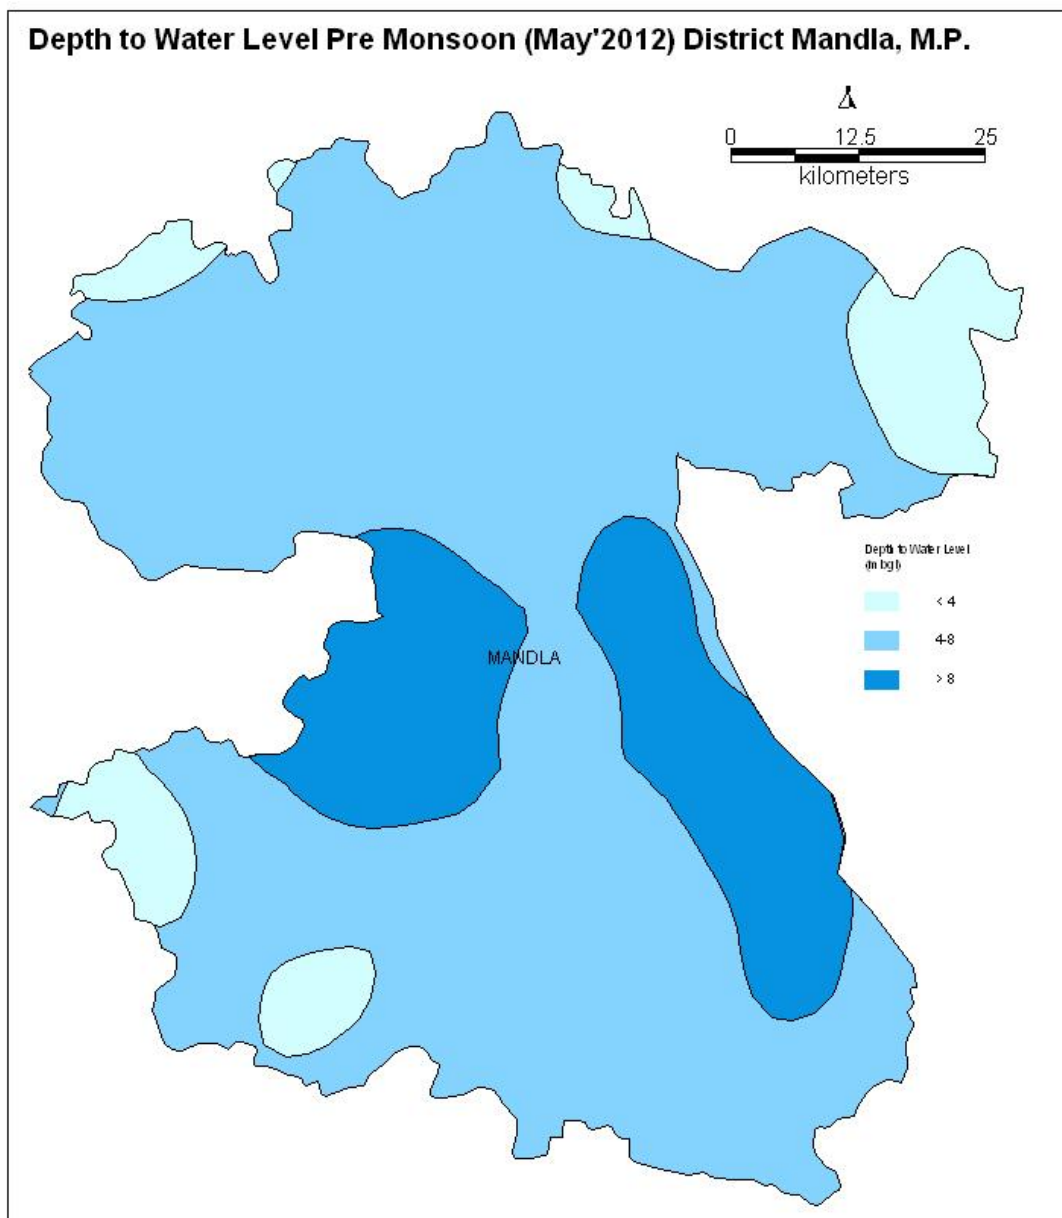 Depth to Water Level Pre Monsoon (May'2012) District Mandla, M.P.
0 12.5 25
kilometers
Depth to Water Level
(m bgl)
< 4
4-8
> 8
MANDLA